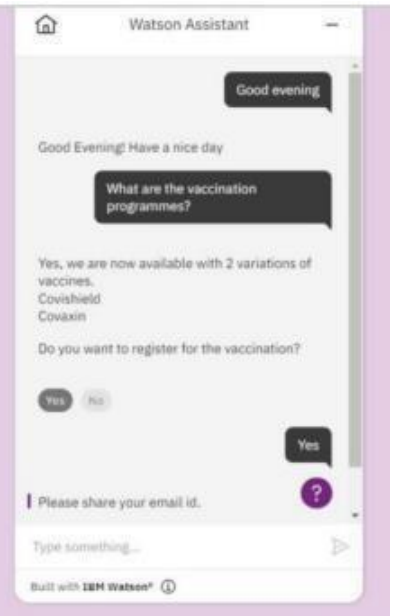 Watson Assistant
Good evening
Good Evening! Have a nice day
What are the vaccination
programmes?
Yes, we are now available with 2 variations of
vaccines.
Covishield
Covaxin
Do you want to register for the vaccination?
Yes No
Yes
?
Please share your email id.
Type something...
Built with IBM Watson®